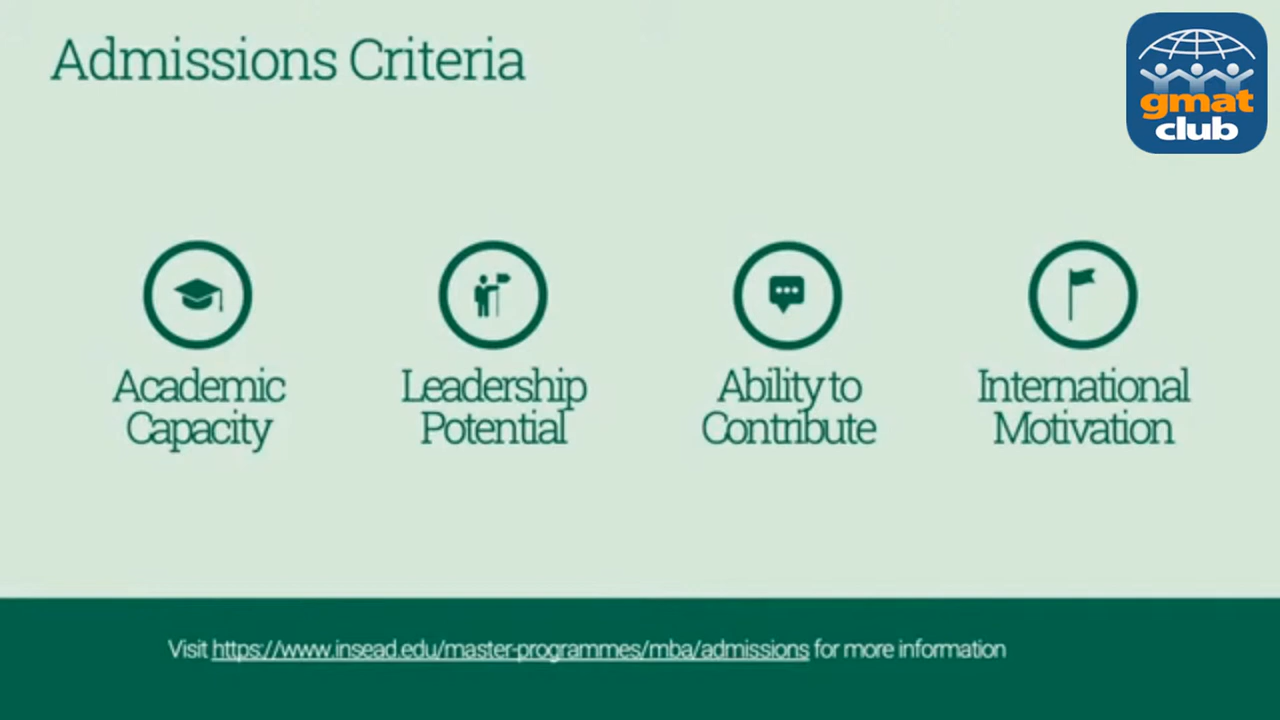 Admissions Criteria
gmat
club
Academic
Capacity
Leadership
Potential
Ability to
Contribute
International
Motivation
Visit https://www.insead.edu/master-programmes/mba/admissions for more information